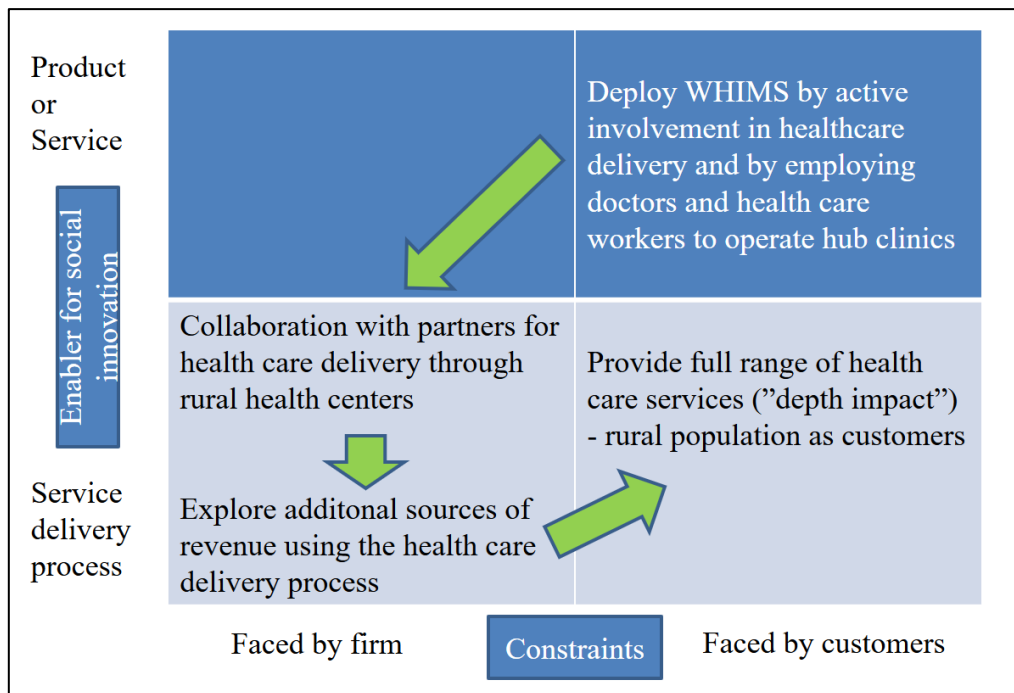 Product
or
Service
Enabler for social
innovation
Service
delivery
process
Deploy WHIMS by active
involvement in healthcare
delivery and by employing
doctors and health care
workers to operate hub clinics
Collaboration with partners for
health care delivery through
rural health centers
Explore additonal sources of
revenue using the health care
delivery process
Provide full range of health
care services (”depth impact”)
- rural population as customers
Faced by firm
Constraints
Faced by customers